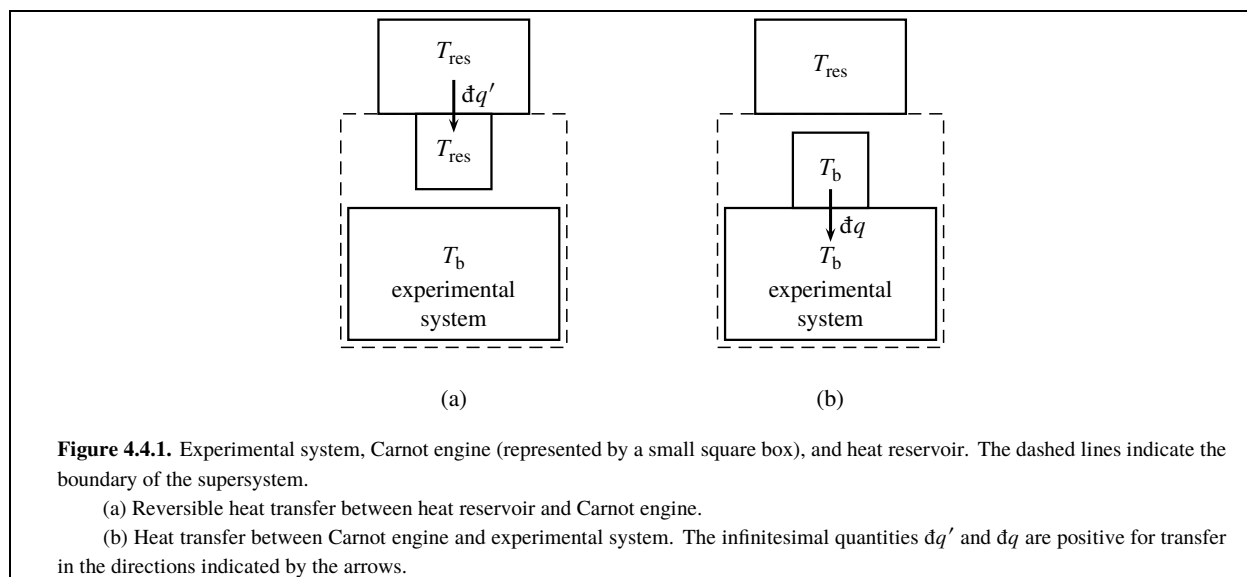 T_res
đq′
T_res
T_b
experimental
system
(a)
T_res
T_b
đq
T_b
experimental
system
(b)
Figure 4.4.1. Experimental system, Carnot engine (represented by a small square box), and heat reservoir. The dashed lines indicate the
boundary of the supersystem.
(a) Reversible heat transfer between heat reservoir and Carnot engine.
(b) Heat transfer between Carnot engine and experimental system. The infinitesimal quantities đq′ and đq are positive for transfer
in the directions indicated by the arrows.